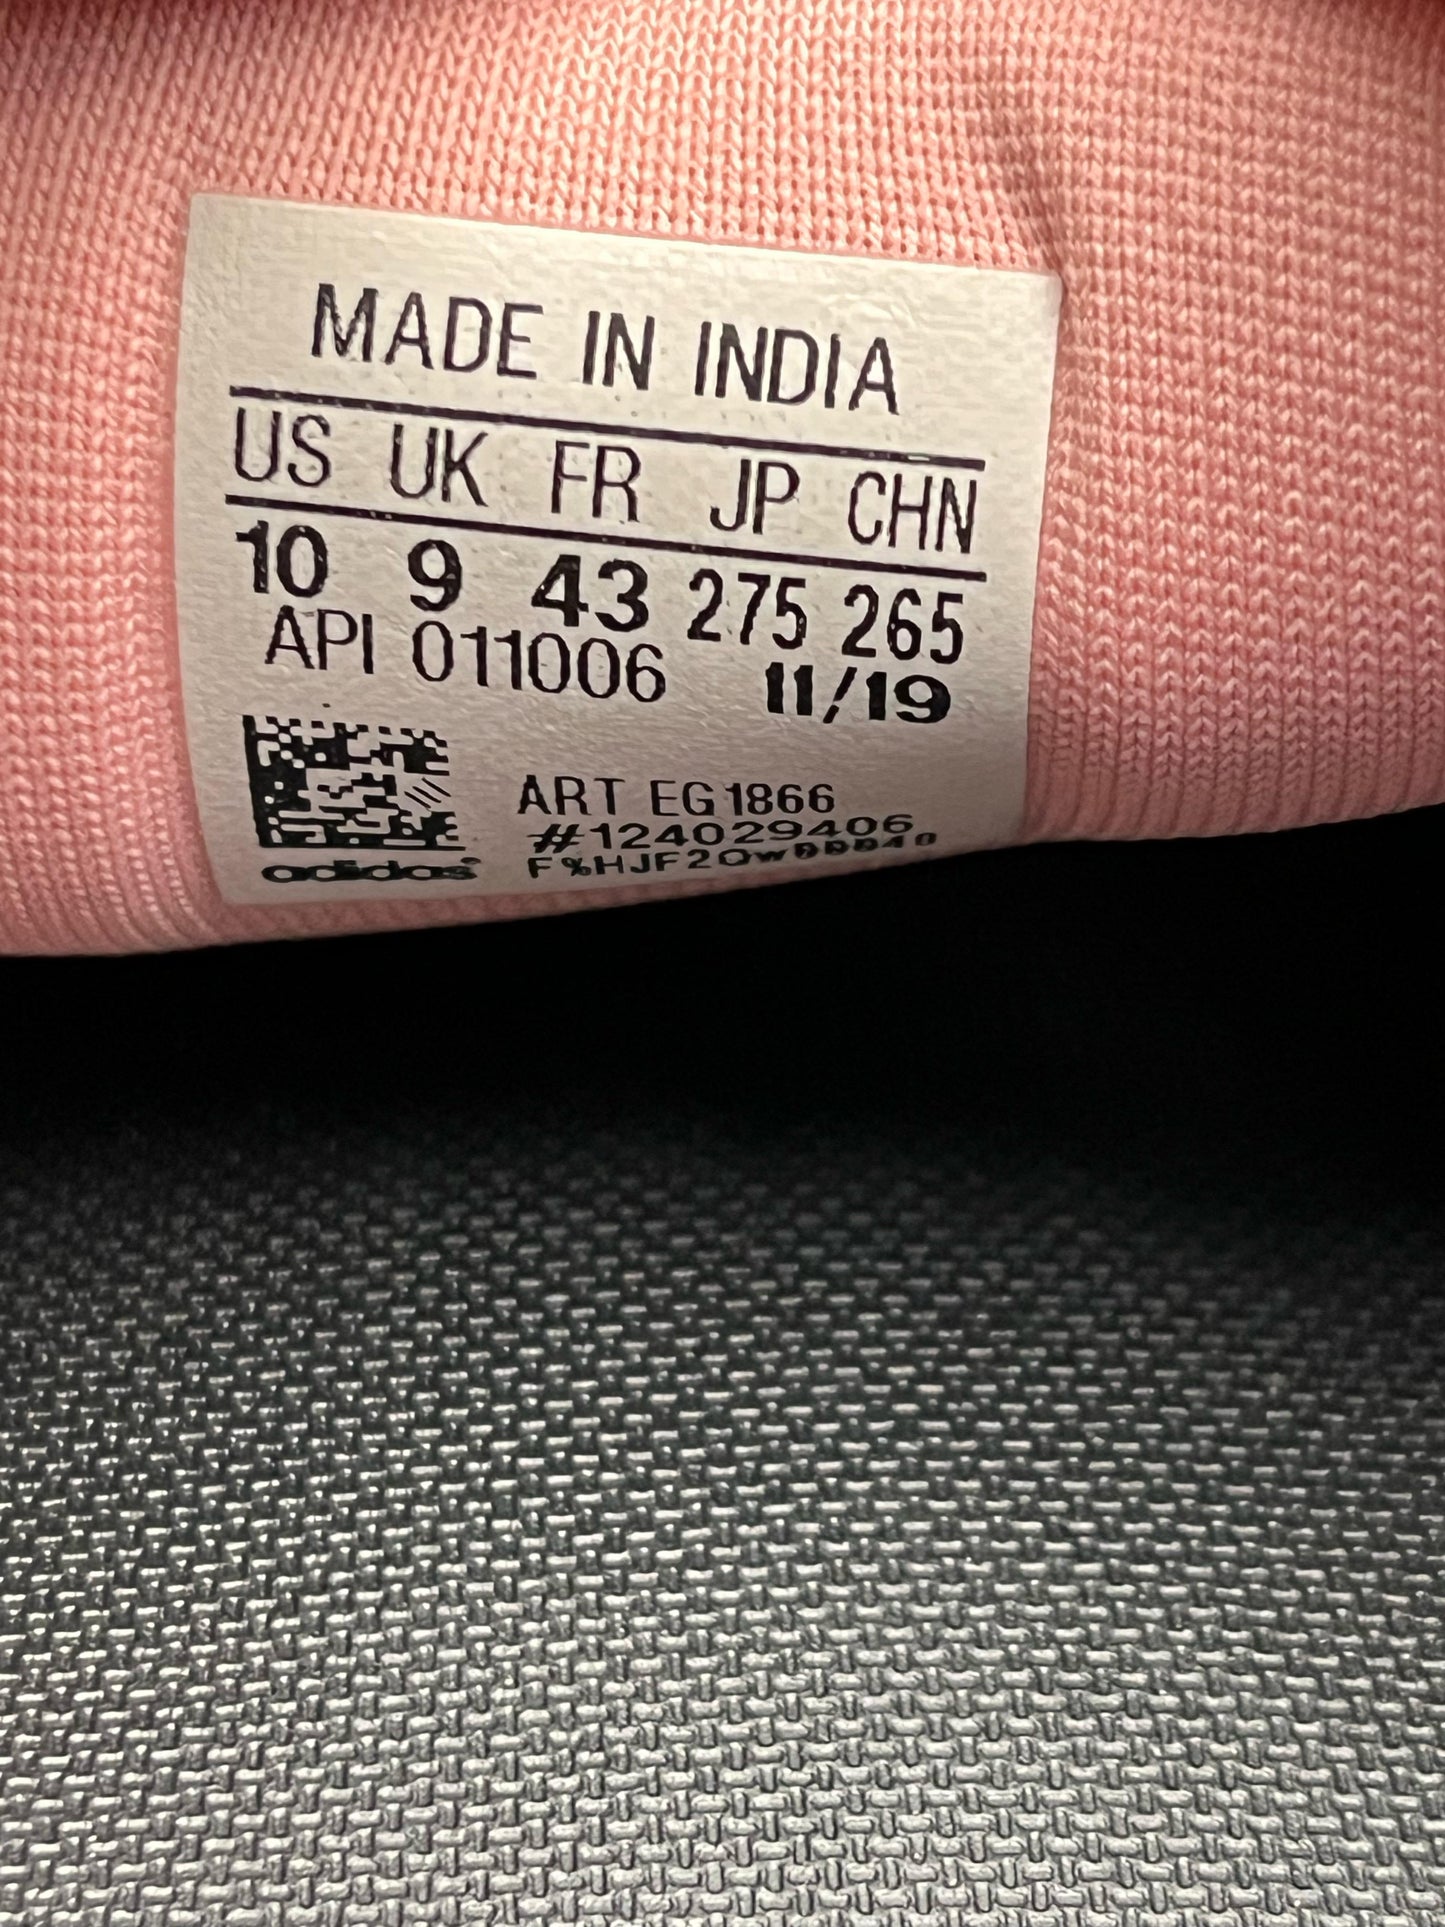 MADE IN INDIA
US UK FR JP CHN
10 9 43 275 265
API 011006 11/19
ART EG1866
#124029406
adidas